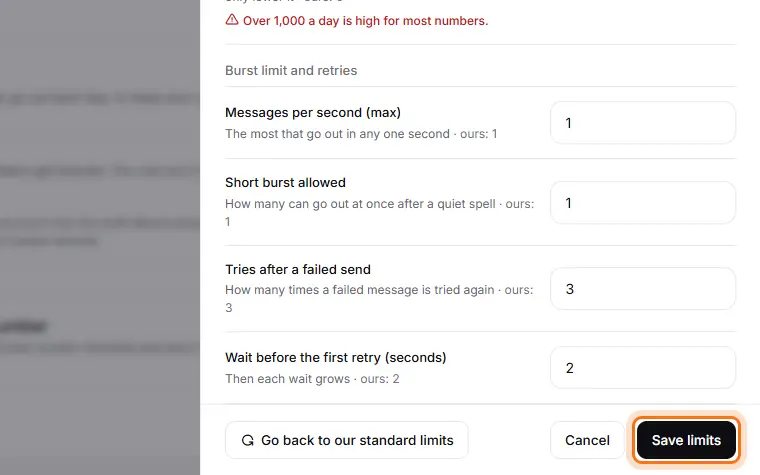 Over 1,000 a day is high for most numbers.
Burst limit and retries
Messages per second (max)
The most that go out in any one second · ours: 1
1
Short burst allowed
How many can go out at once after a quiet spell · ours:
1
1
Tries after a failed send
How many times a failed message is tried again · ours:
3
3
Wait before the first retry (seconds)
Then each wait grows · ours: 2
2
Go back to our standard limits
Cancel
Save limits